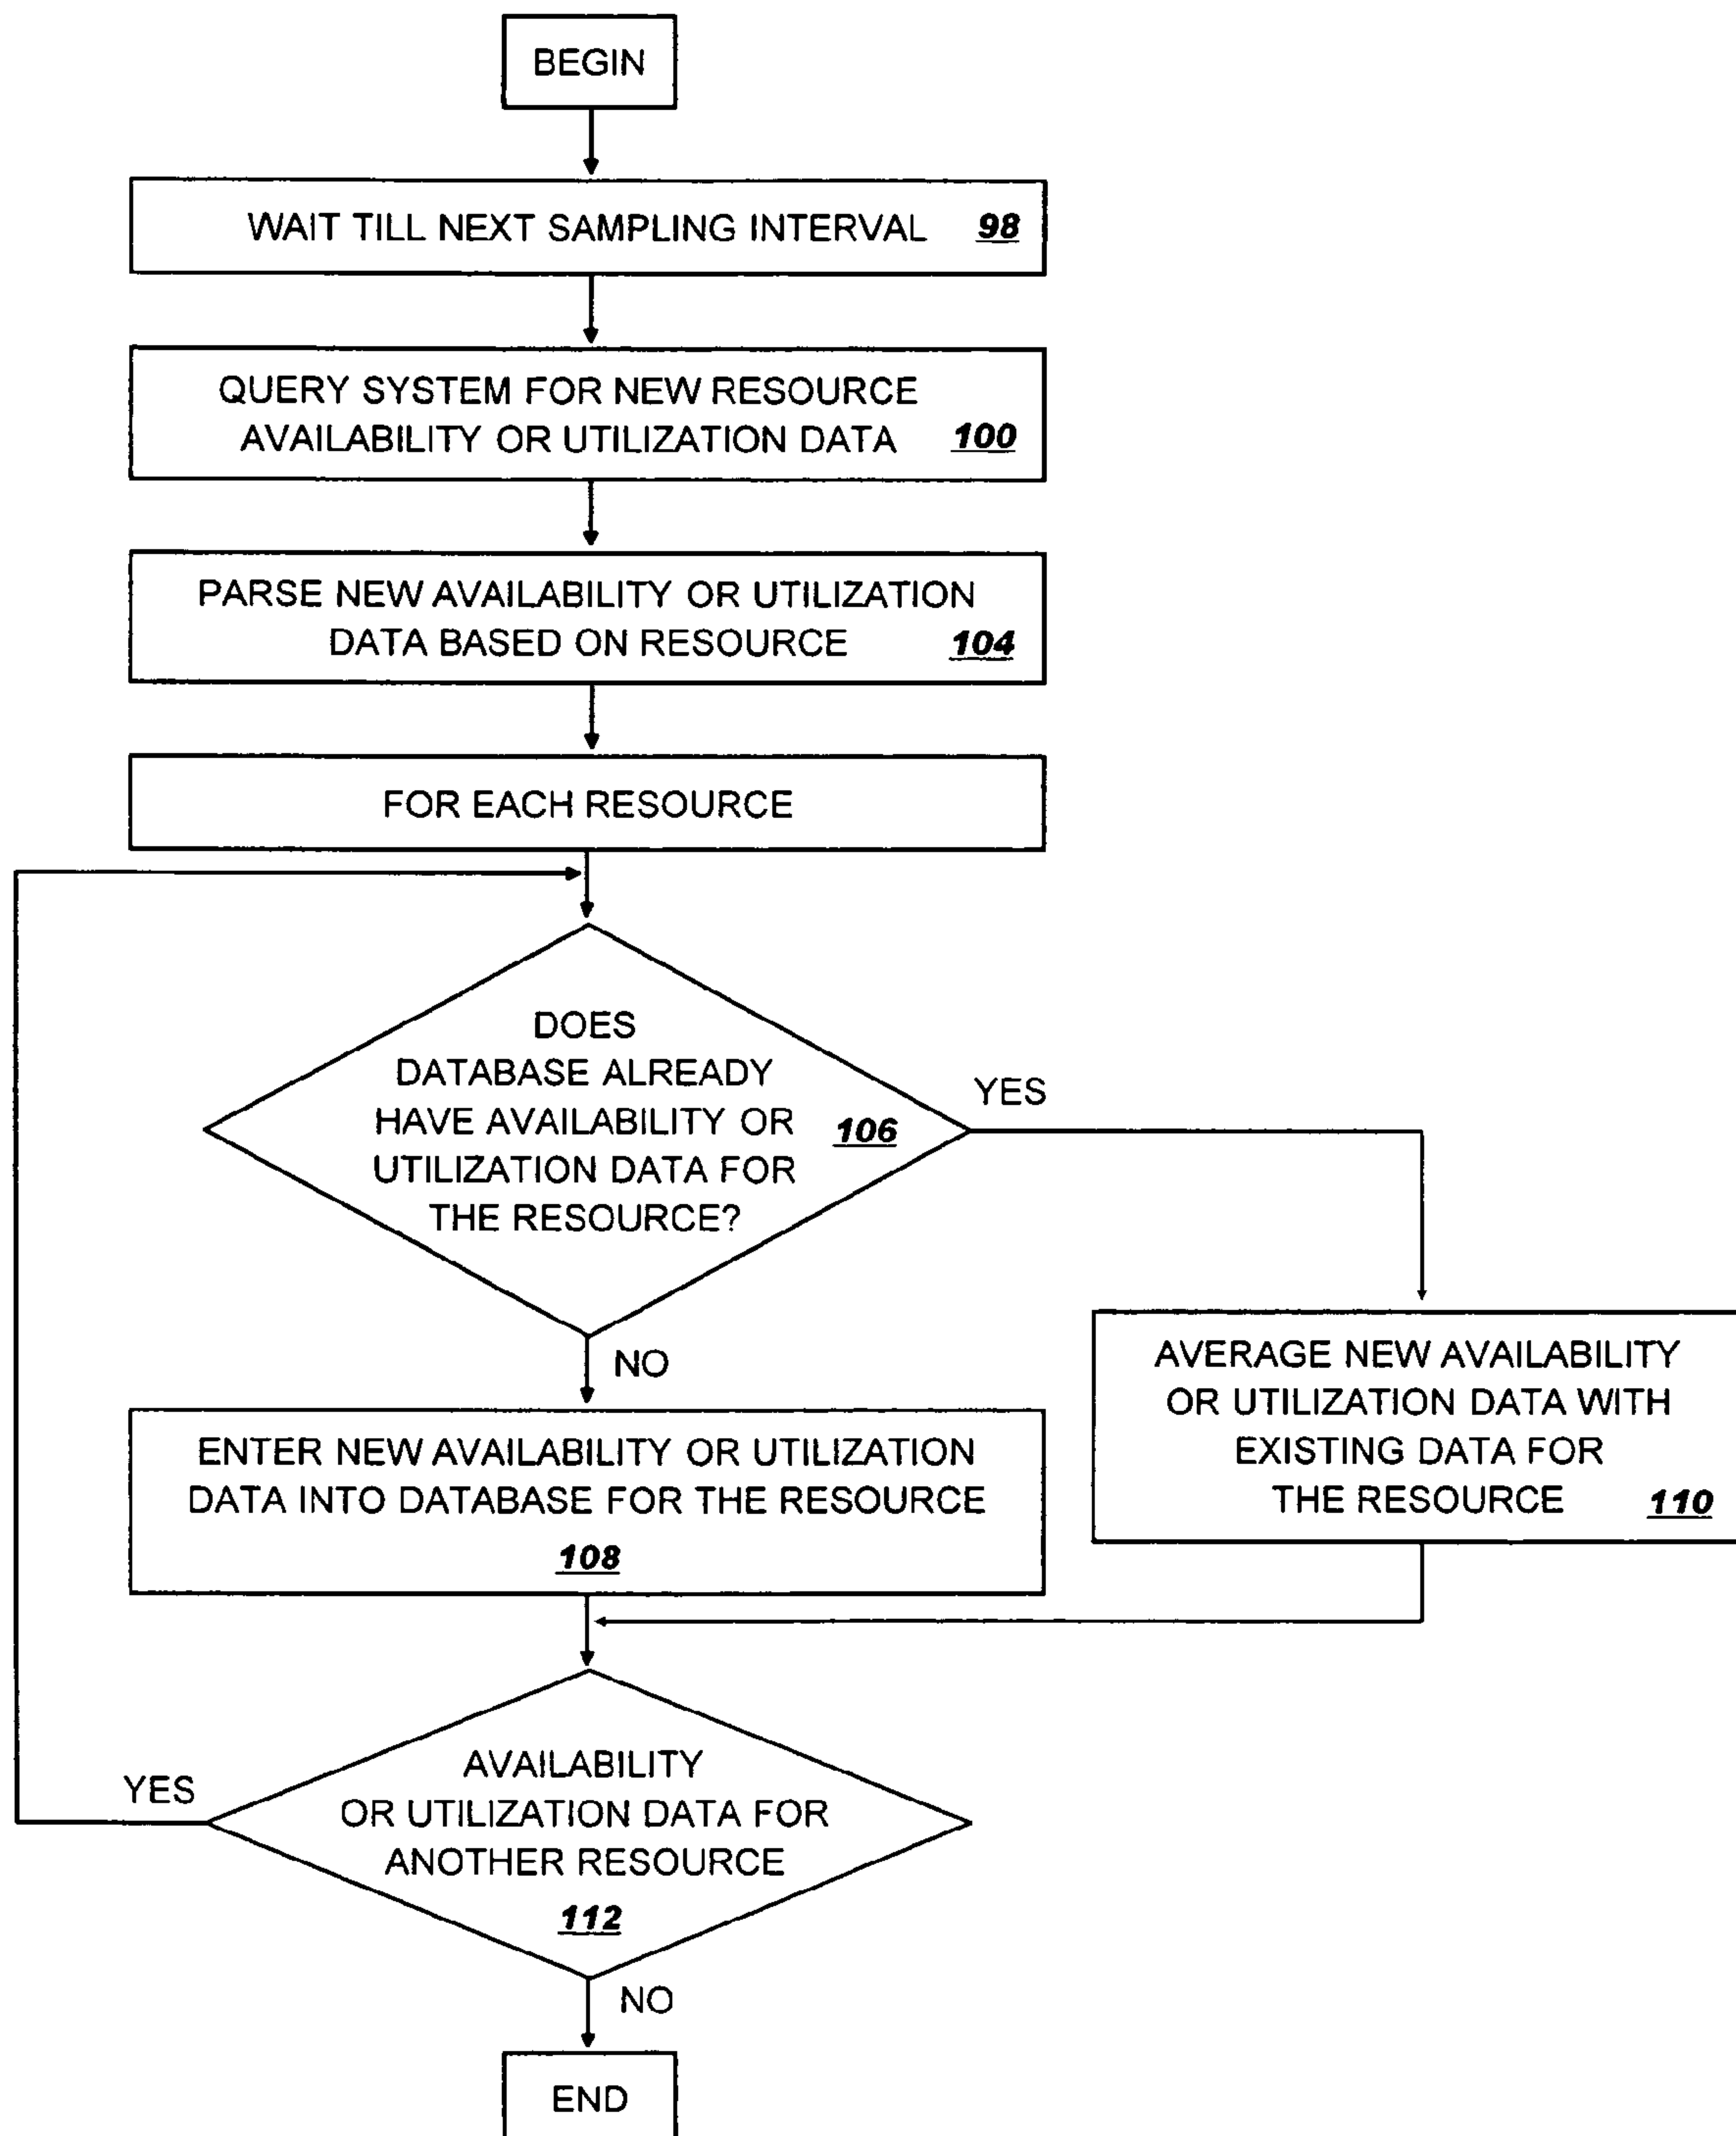 BEGIN
WAIT TILL NEXT SAMPLING INTERVAL 98
QUERY SYSTEM FOR NEW RESOURCE
AVAILABILITY OR UTILIZATION DATA 100
PARSE NEW AVAILABILITY OR UTILIZATION
DATA BASED ON RESOURCE 104
FOR EACH RESOURCE
DOES
DATABASE ALREADY
HAVE AVAILABILITY OR 106
UTILIZATION DATA FOR
THE RESOURCE?
YES
NO
AVERAGE NEW AVAILABILITY
OR UTILIZATION DATA WITH
EXISTING DATA FOR
THE RESOURCE 110
ENTER NEW AVAILABILITY OR UTILIZATION
DATA INTO DATABASE FOR THE RESOURCE
108
AVAILABILITY
OR UTILIZATION DATA FOR
ANOTHER RESOURCE
112
YES
NO
END